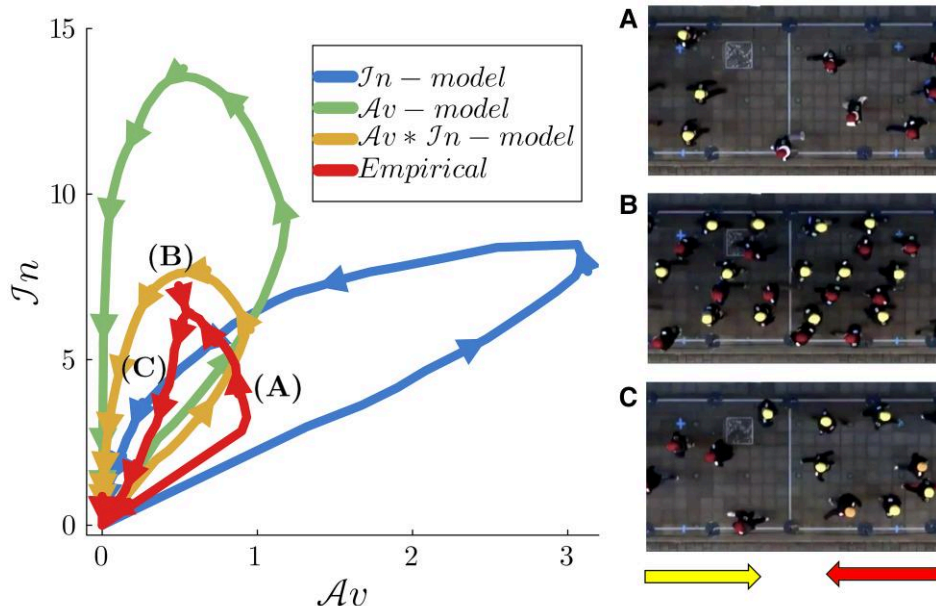 15
10
5
0
0
1
2
3
In
Av
In − model
Av − model
Av * In − model
Empirical
(B)
(C)
(A)
A
B
C